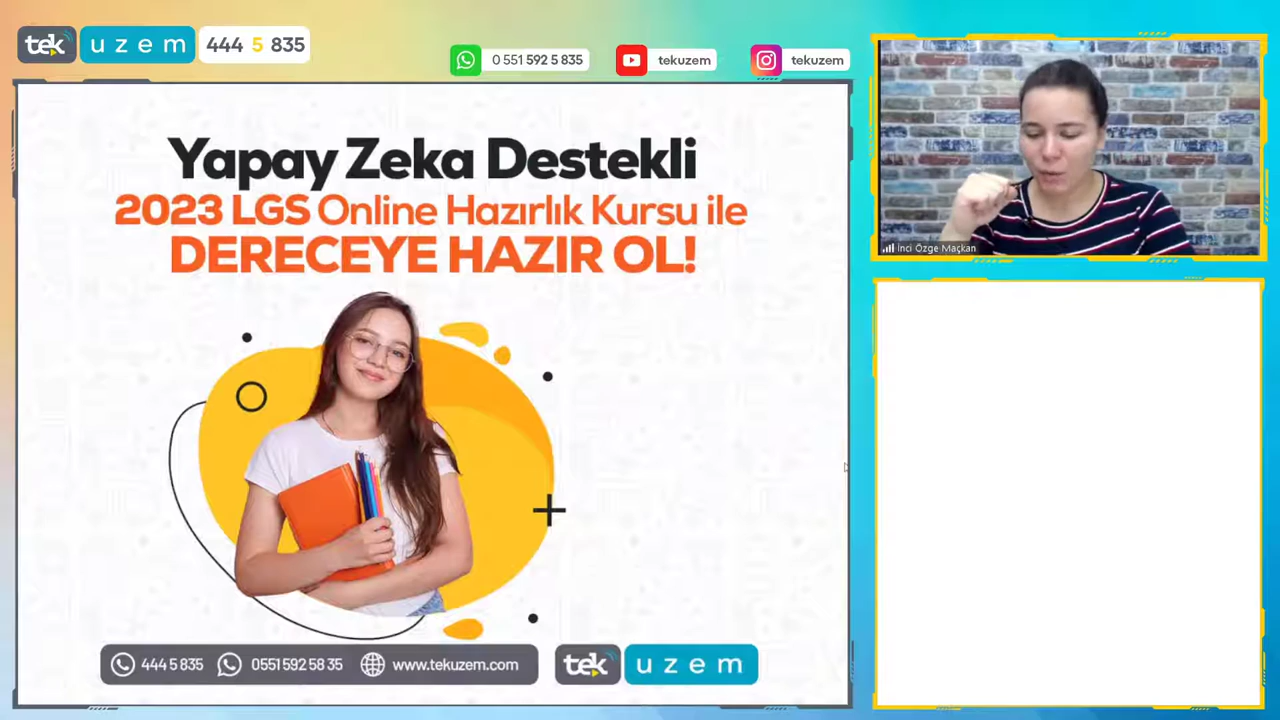 tek uzem 444 5 835
0 551 592 5 835
tekuzem
tekuzem
Yapay Zeka Destekli
2023 LGS Online Hazırlık Kursu ile
DERECEYE HAZIR OL!
İnci Özge Maçkan
444 5 835 0551 592 58 35 www.tekuzem.com tek uzem